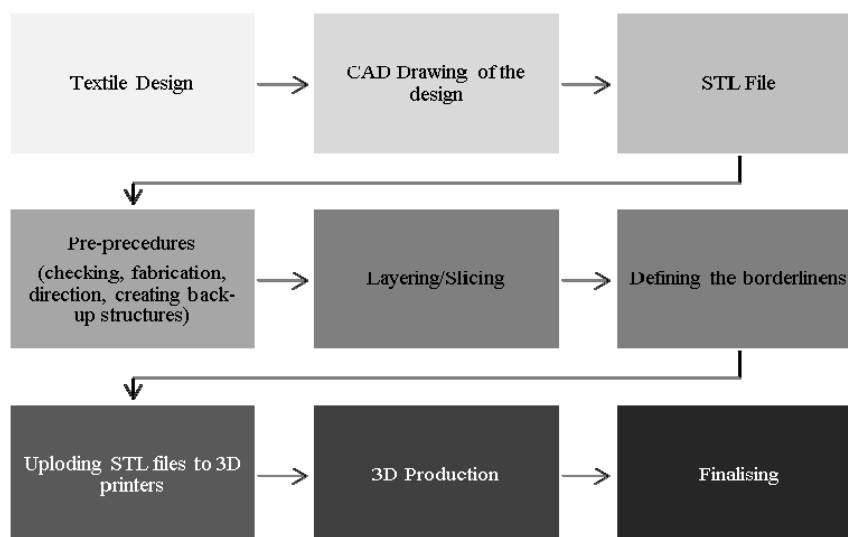 Textile Design
CAD Drawing of the
design
STL File
Pre-precedures
(checking, fabrication,
direction, creating back-
up structures)
Layering/Slicing
Defining the borderlinens
Uploding STL files to 3D
printers
3D Production
Finalising